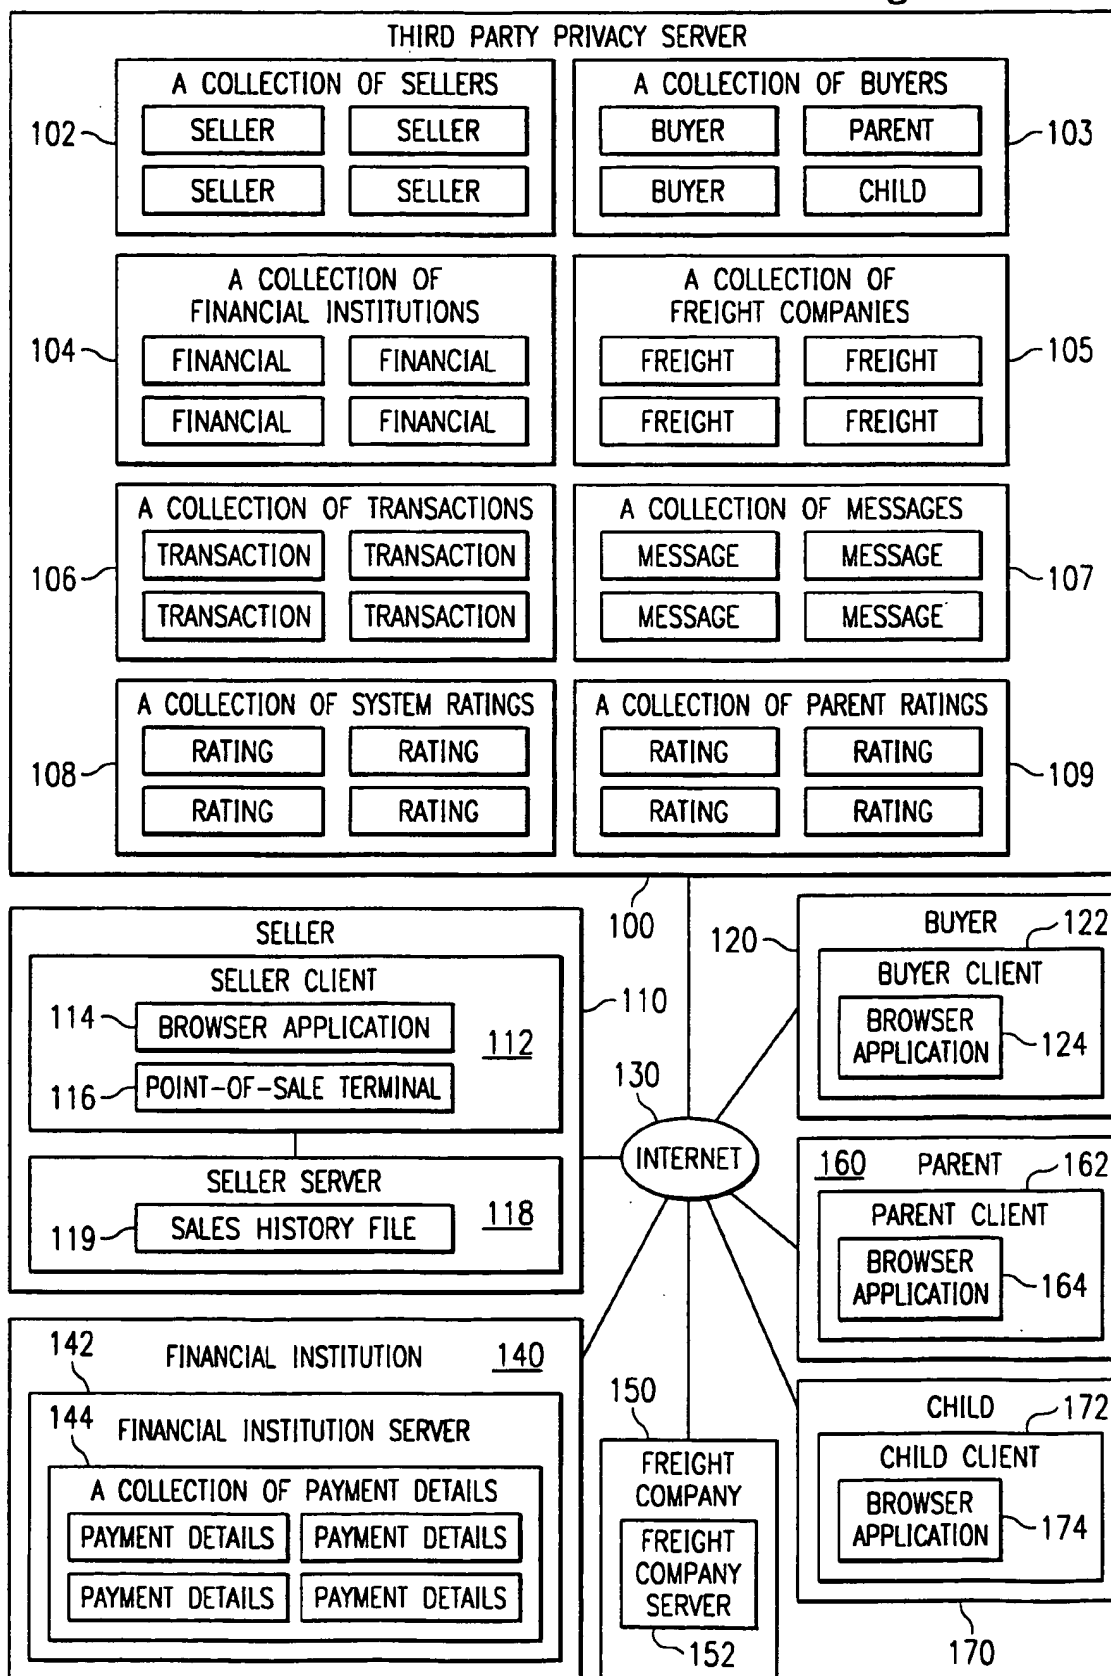 THIRD PARTY PRIVACY SERVER
A COLLECTION OF SELLERS
SELLER SELLER
SELLER SELLER
102
A COLLECTION OF BUYERS
BUYER PARENT
BUYER CHILD
103
A COLLECTION OF
FINANCIAL INSTITUTIONS
FINANCIAL FINANCIAL
FINANCIAL FINANCIAL
104
A COLLECTION OF
FREIGHT COMPANIES
FREIGHT FREIGHT
FREIGHT FREIGHT
105
A COLLECTION OF TRANSACTIONS
TRANSACTION TRANSACTION
TRANSACTION TRANSACTION
106
A COLLECTION OF MESSAGES
MESSAGE MESSAGE
MESSAGE MESSAGE
107
A COLLECTION OF SYSTEM RATINGS
RATING RATING
RATING RATING
108
A COLLECTION OF PARENT RATINGS
RATING RATING
RATING RATING
109
100
SELLER
SELLER CLIENT
114 BROWSER APPLICATION 112
116 POINT-OF-SALE TERMINAL
110
SELLER SERVER
119 SALES HISTORY FILE 118
130
INTERNET
120 BUYER 122
BUYER CLIENT
BROWSER
APPLICATION
124
160 PARENT 162
PARENT CLIENT
BROWSER
APPLICATION
164
142 FINANCIAL INSTITUTION 140
144
FINANCIAL INSTITUTION SERVER
A COLLECTION OF PAYMENT DETAILS
PAYMENT DETAILS PAYMENT DETAILS
PAYMENT DETAILS PAYMENT DETAILS
150
FREIGHT
COMPANY
FREIGHT
COMPANY
SERVER
152
CHILD 172
CHILD CLIENT
BROWSER
APPLICATION
174
170